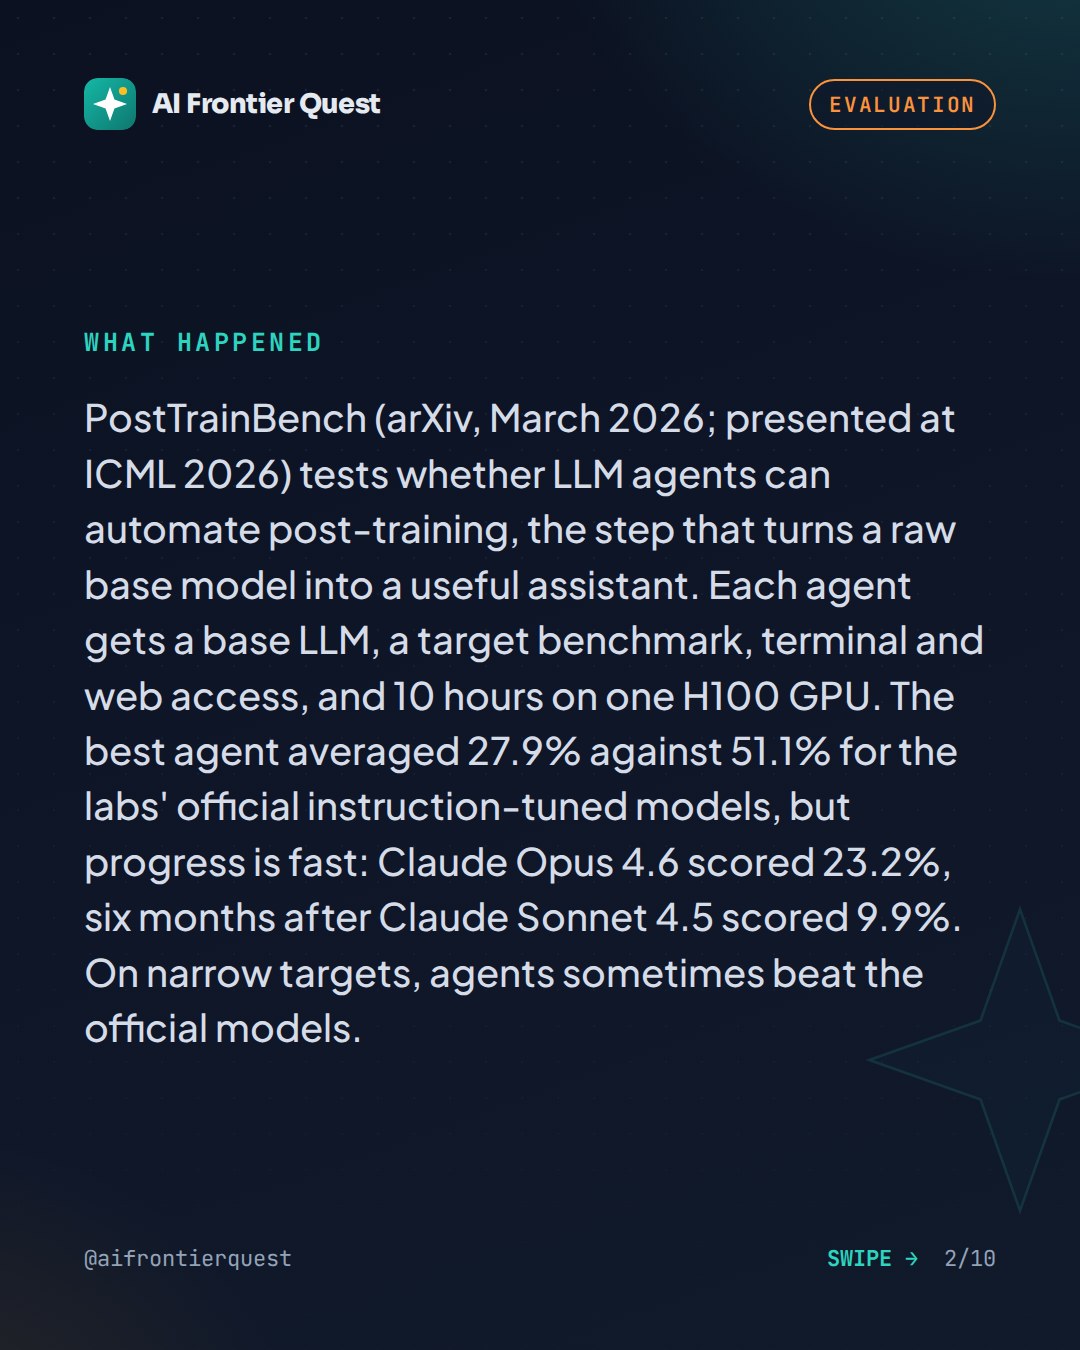 AI Frontier Quest
EVALUATION
WHAT HAPPENED
PostTrainBench (arXiv, March 2026; presented at
ICML 2026) tests whether LLM agents can
automate post-training, the step that turns a raw
base model into a useful assistant. Each agent
gets a base LLM, a target benchmark, terminal and
web access, and 10 hours on one H100 GPU. The
best agent averaged 27.9% against 51.1% for the
labs' official instruction-tuned models, but
progress is fast: Claude Opus 4.6 scored 23.2%,
six months after Claude Sonnet 4.5 scored 9.9%.
On narrow targets, agents sometimes beat the
official models.
@aifrontierquest
SWIPE → 2/10